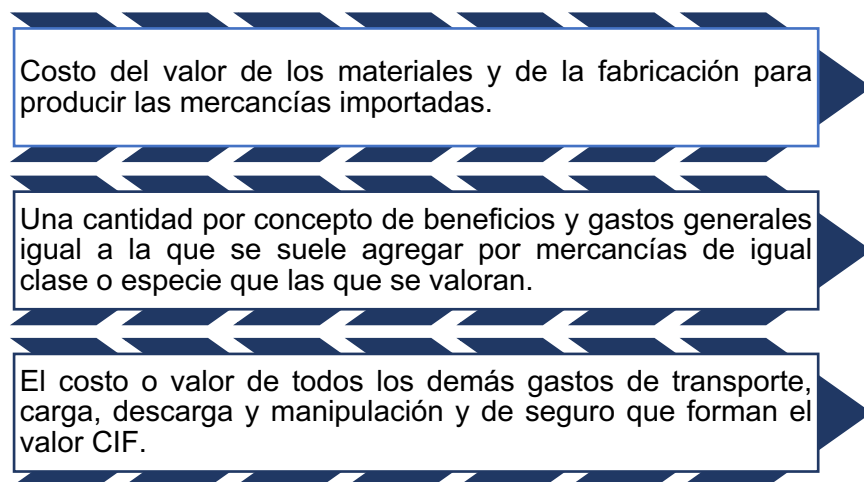 Costo del valor de los materiales y de la fabricación para
producir las mercancías importadas.
Una cantidad por concepto de beneficios y gastos generales
igual a la que se suele agregar por mercancías de igual
clase o especie que las que se valoran.
El costo o valor de todos los demás gastos de transporte,
carga, descarga y manipulación y de seguro que forman el
valor CIF.